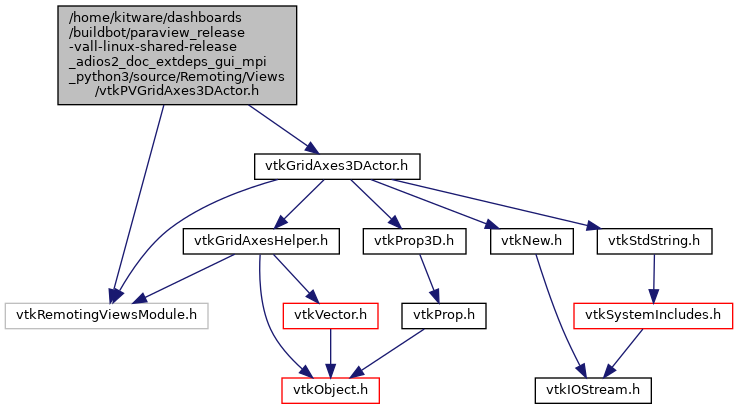 /home/kitware/dashboards
/buildbot/paraview_release
-vall-linux-shared-release
_adios2_doc_extdeps_gui_mpi
_python3/source/Remoting/Views
/vtkPVGridAxes3DActor.h
vtkGridAxes3DActor.h
vtkGridAxesHelper.h
vtkProp3D.h
vtkNew.h
vtkStdString.h
vtkRemotingViewsModule.h
vtkVector.h
vtkProp.h
vtkSystemIncludes.h
vtkObject.h
vtkIOStream.h